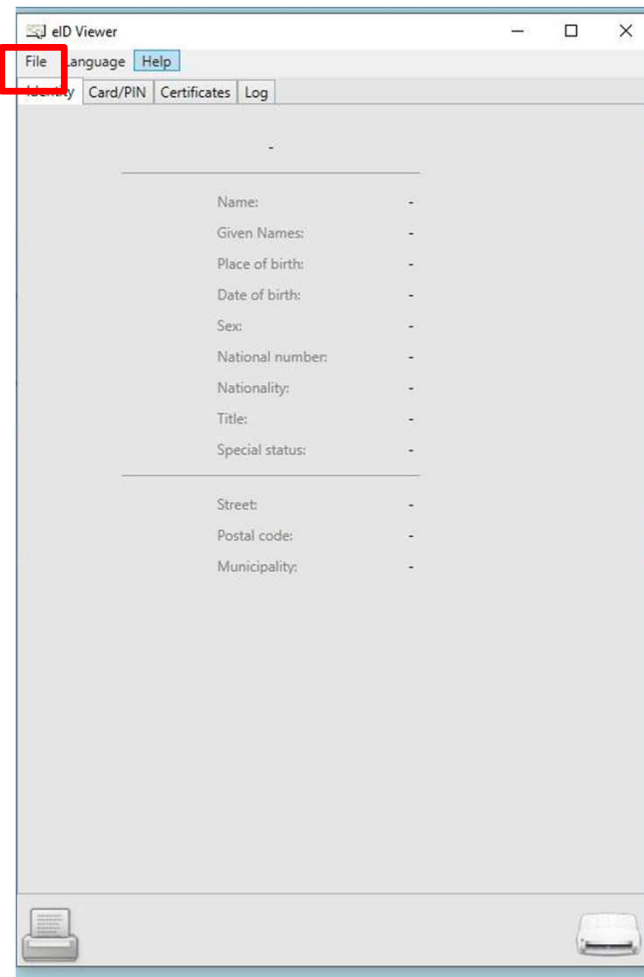 eID Viewer
File Language Help
Identity Card/PIN Certificates Log
-
Name: -
Given Names: -
Place of birth: -
Date of birth: -
Sex: -
National number: -
Nationality: -
Title: -
Special status: -
Street: -
Postal code: -
Municipality: -